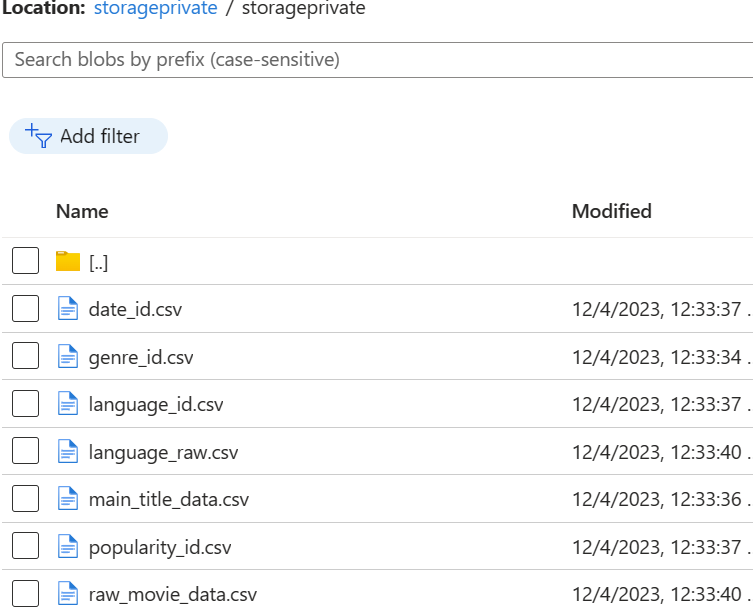 Location: storageprivate / storageprivate
Search blobs by prefix (case-sensitive)
Add filter
Name Modified
[..]
date_id.csv 12/4/2023, 12:33:37 .
genre_id.csv 12/4/2023, 12:33:34 .
language_id.csv 12/4/2023, 12:33:37 .
language_raw.csv 12/4/2023, 12:33:40 .
main_title_data.csv 12/4/2023, 12:33:36 .
popularity_id.csv 12/4/2023, 12:33:37 .
raw_movie_data.csv 12/4/2023, 12:33:40 .